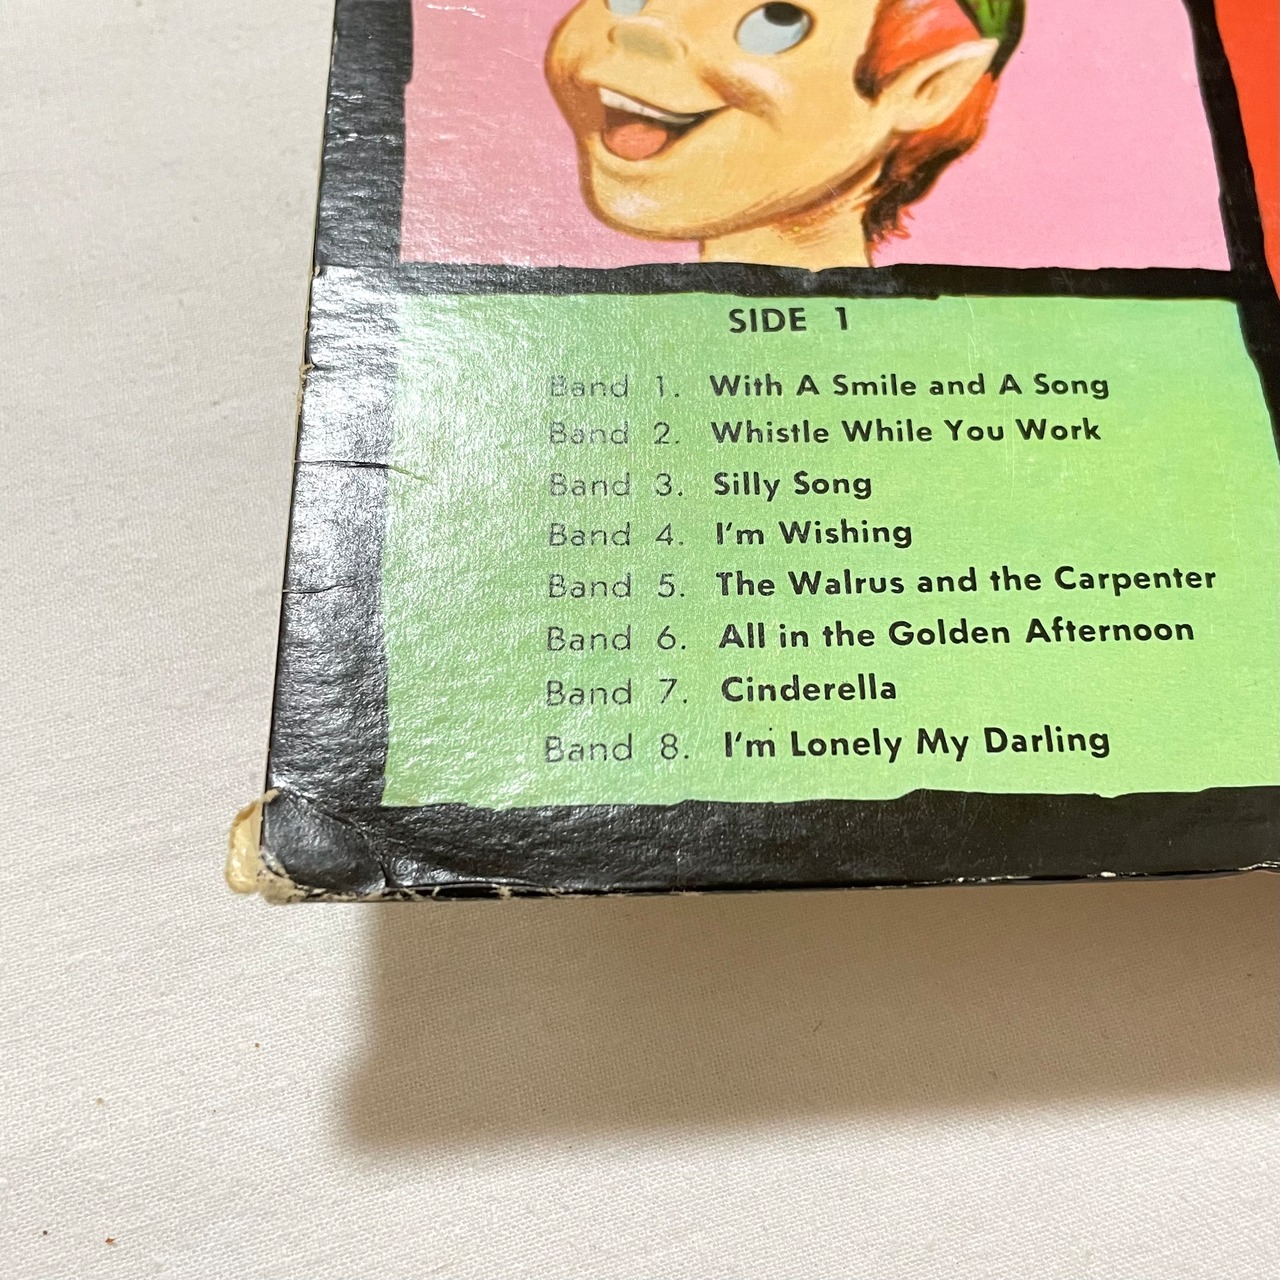 SIDE 1
Band 1. With A Smile and A Song
Band 2. Whistle While You Work
Band 3. Silly Song
Band 4. I'm Wishing
Band 5. The Walrus and the Carpenter
Band 6. All in the Golden Afternoon
Band 7. Cinderella
Band 8. I'm Lonely My Darling